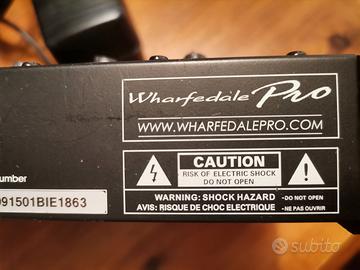 Wharfedale Pro
WWW.WHARFEDALEPRO.COM
CAUTION
RISK OF ELECTRIC SHOCK
DO NOT OPEN
umber
091501BIE1863
WARNING: SHOCK HAZARD -DO NOT OPEN
AVIS: RISQUE DE CHOC ELECTRIQUE -NE PAS OUVRIR
subito